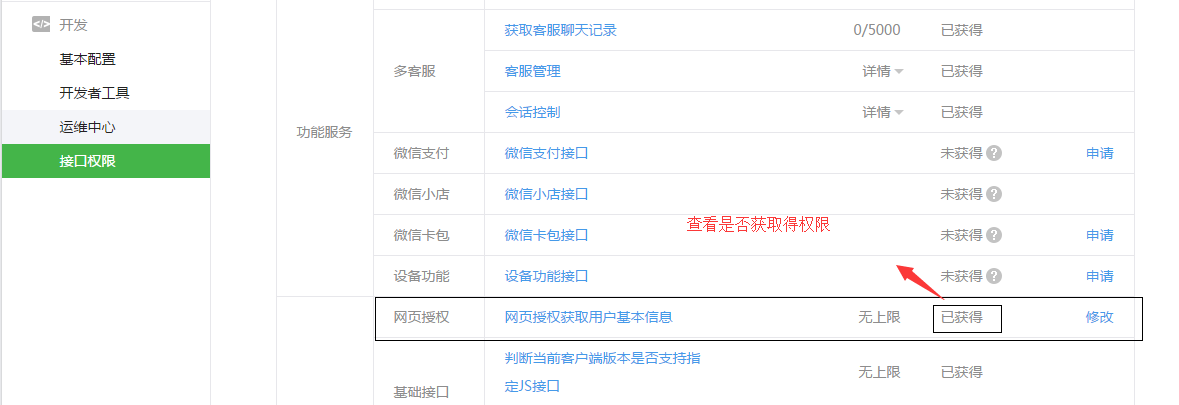 开发
基本配置
开发者工具
运维中心
接口权限
功能服务
多客服
获取客服聊天记录 0/5000 已获得
客服管理 详情 已获得
会话控制 详情 已获得
微信支付 微信支付接口 未获得 ? 申请
微信小店 微信小店接口 未获得 ?
查看是否获取得权限
微信卡包 微信卡包接口 未获得 ? 申请
设备功能 设备功能接口 未获得 ? 申请
网页授权 网页授权获取用户基本信息 无上限 已获得 修改
基础接口
判断当前客户端版本是否支持指
定JS接口 无上限 已获得